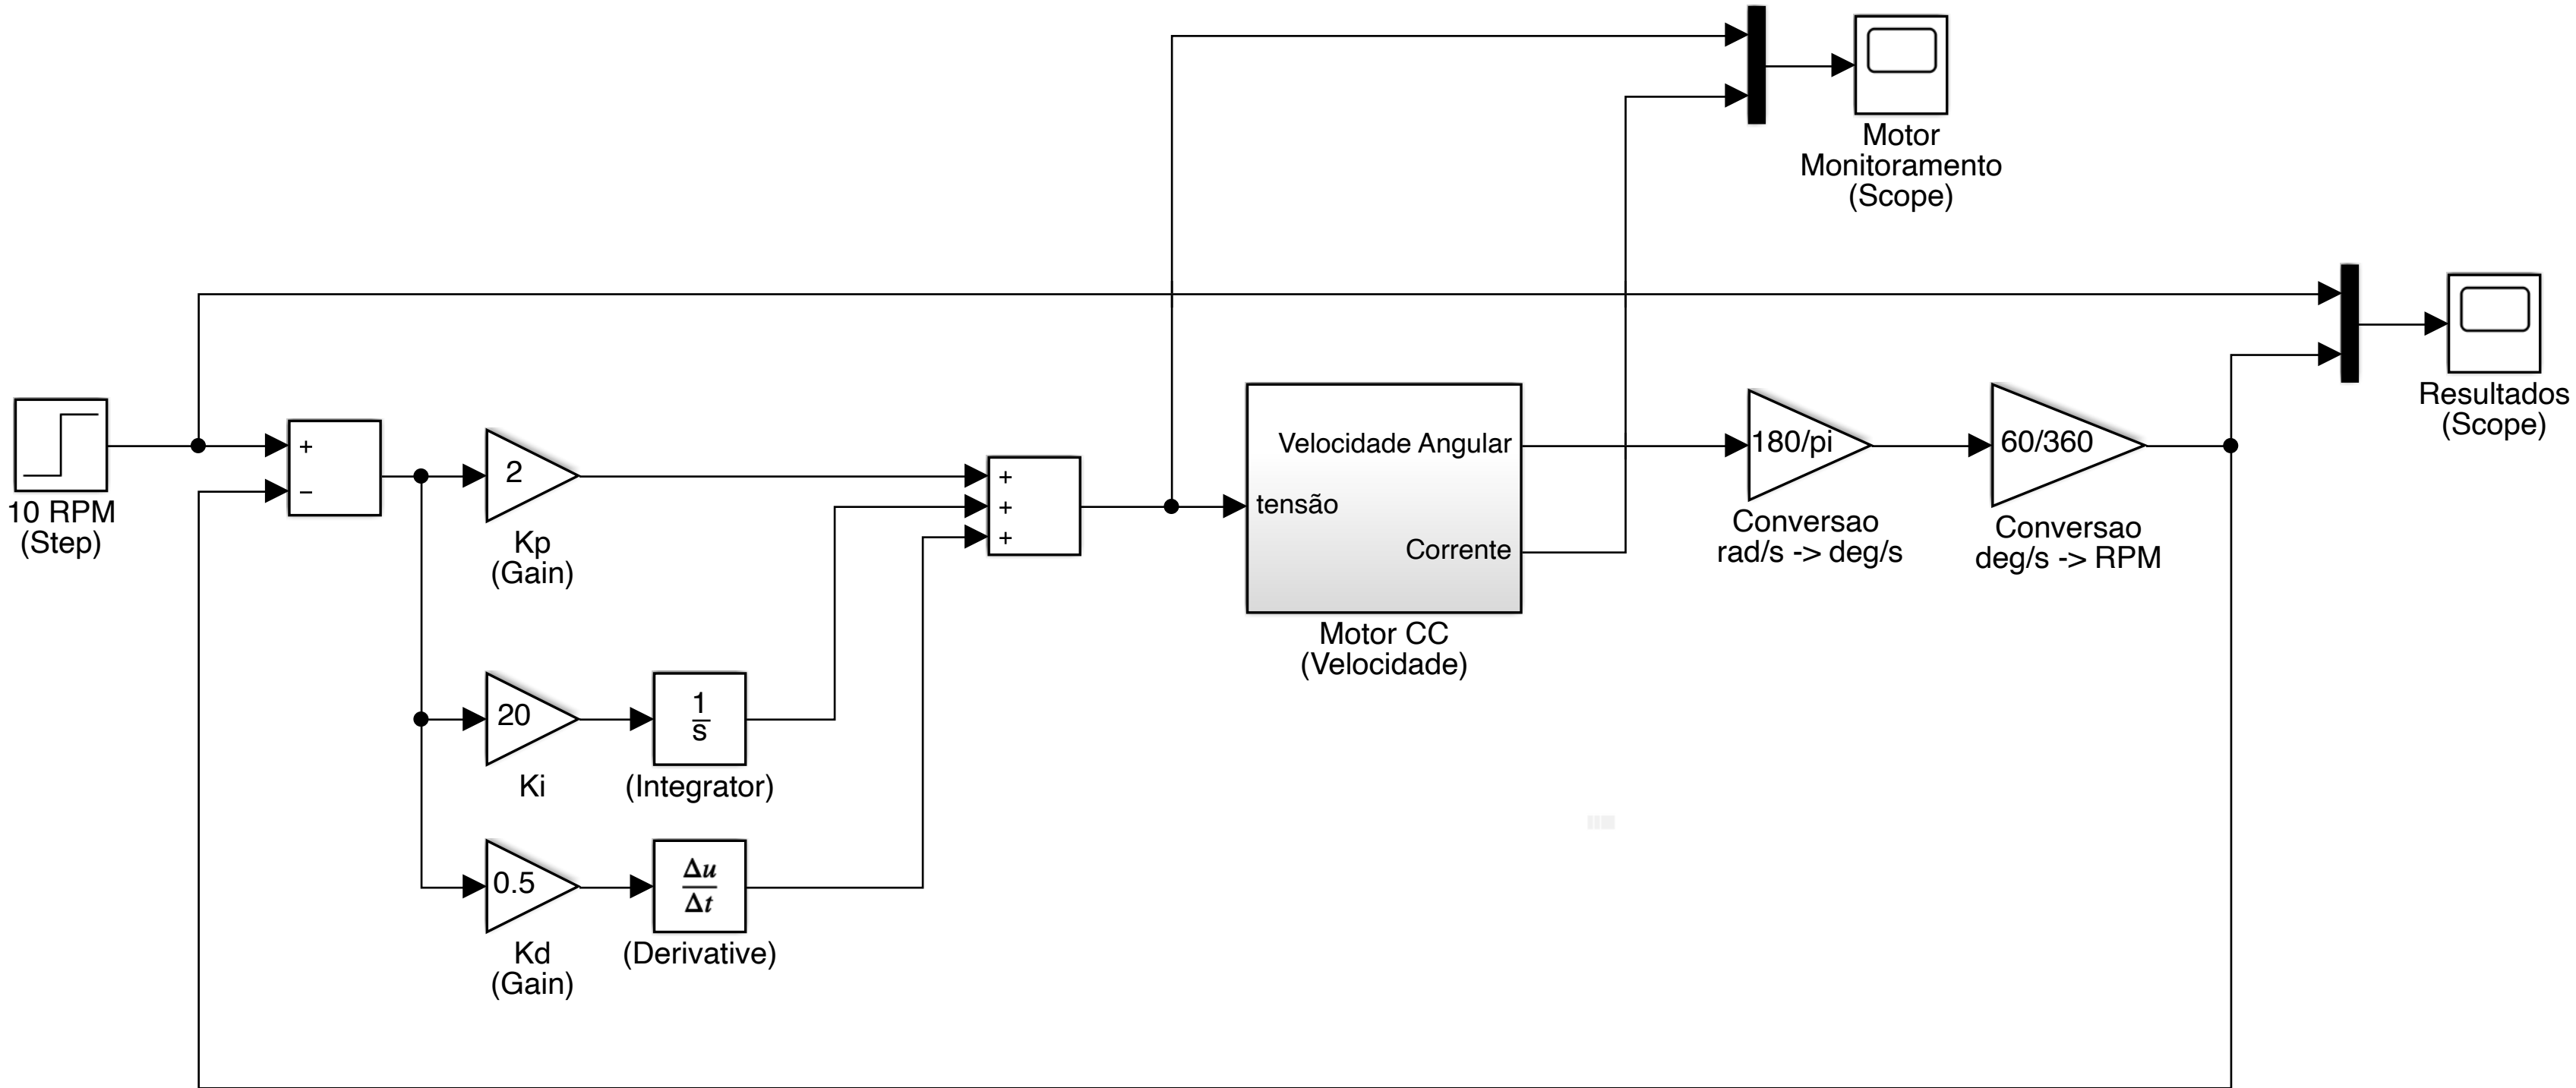 Motor
Monitoramento
(Scope)
Resultados
(Scope)
10 RPM
(Step)
+
−
2
Kp
(Gain)
20
Ki
1
s
(Integrator)
0.5
Kd
(Gain)
Δu
Δt
(Derivative)
+
+
+
Velocidade Angular
tensão
Corrente
Motor CC
(Velocidade)
180/pi
Conversao
rad/s -> deg/s
60/360
Conversao
deg/s -> RPM